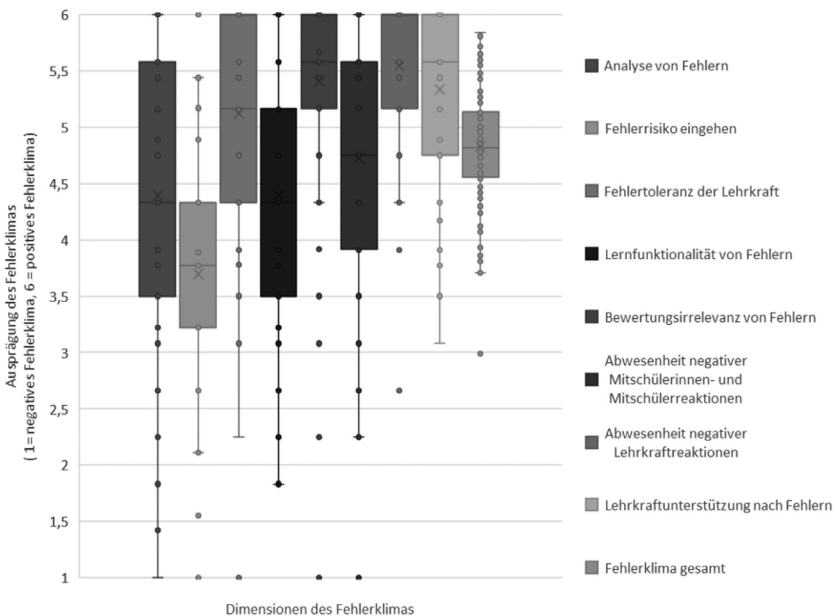 Ausprägung des Fehlerklimas
( 1= negatives Fehlerklima, 6 = positives Fehlerklima)
6
5,5
5
4,5
4
3,5
3
2,5
2
1,5
1
Dimensionen des Fehlerklimas
Analyse von Fehlern
Fehlerrisiko eingehen
Fehlertoleranz der Lehrkraft
Lernfunktionalität von Fehlern
Bewertungsirrelevanz von Fehlern
Abwesenheit negativer
Mitschülerinnen- und
Mitschülerreaktionen
Abwesenheit negativer
Lehrkraftreaktionen
Lehrkraftunterstützung nach Fehlern
Fehlerklima gesamt